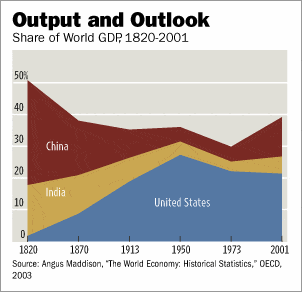 Output and Outlook
Share of World GDP, 1820-2001
50%
40
30
20
10
0
China
India
United States
1820 1870 1913 1950 1973 2001
Source: Angus Maddison, "The World Economy: Historical Statistics," OECD,
2003